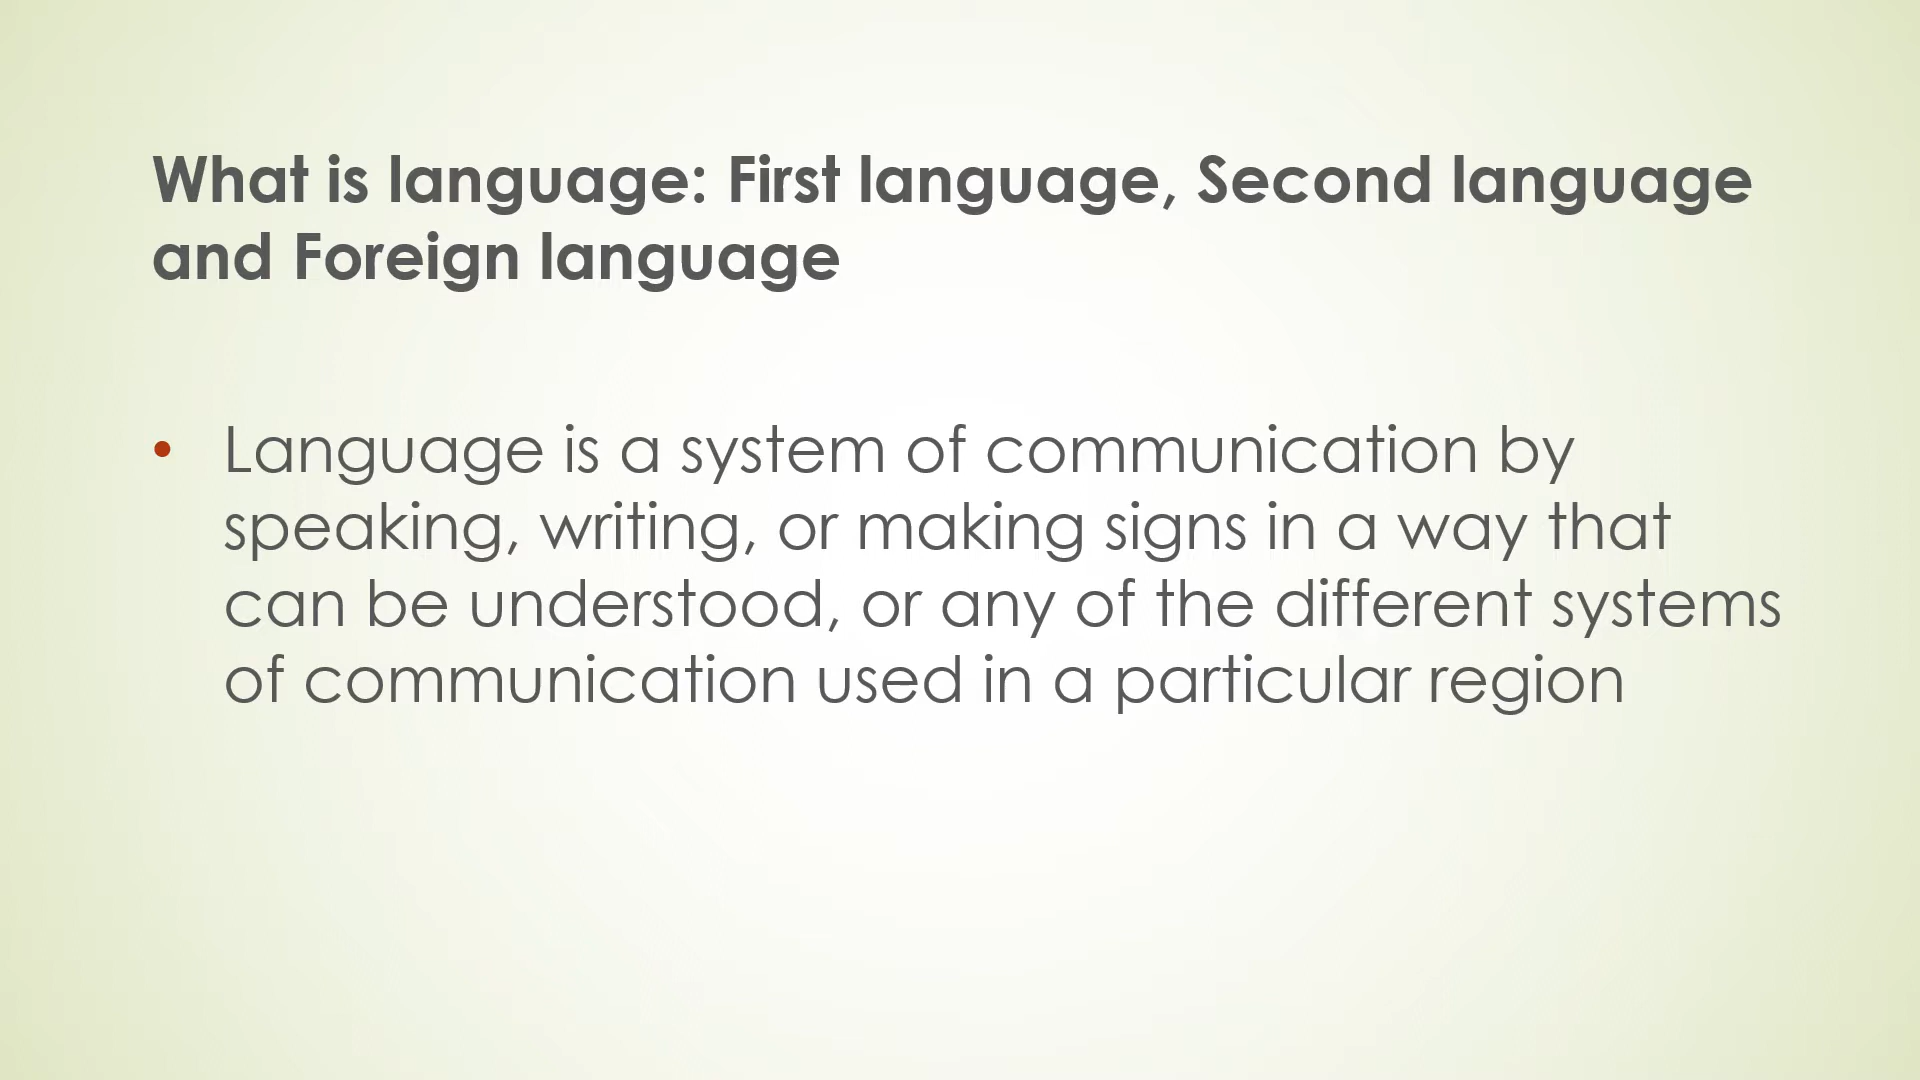 What is language: First language, Second language
and Foreign language
• Language is a system of communication by
speaking, writing, or making signs in a way that
can be understood, or any of the different systems
of communication used in a particular region